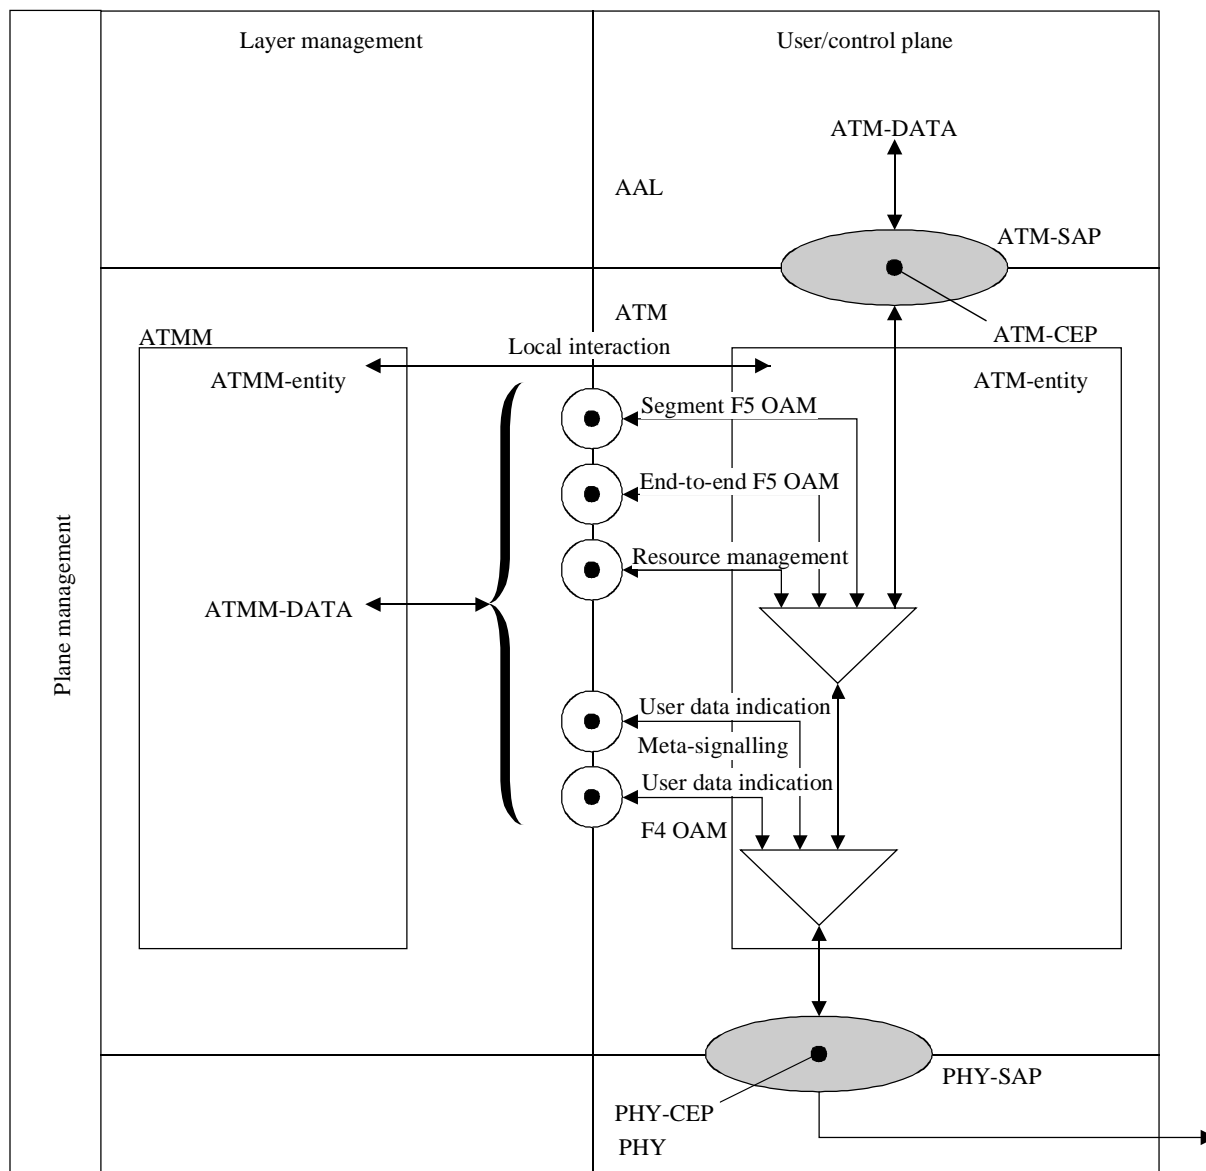 Layer management
User/control plane
ATM-DATA
AAL
ATM-SAP
ATM
ATM-CEP
ATMM
Local interaction
ATMM-entity
ATM-entity
Segment F5 OAM
End-to-end F5 OAM
Resource management
ATMM-DATA
Plane management
User data indication
Meta-signalling
User data indication
F4 OAM
PHY-SAP
PHY-CEP
PHY